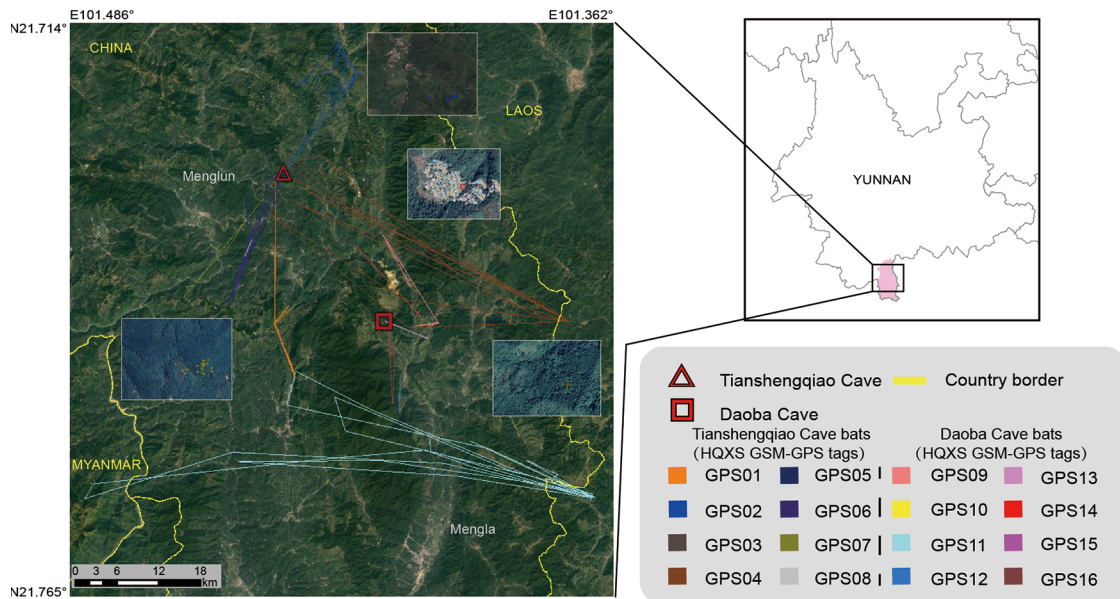 E101.486°
E101.362°
N21.714°
CHINA
LAOS
Menglun
YUNNAN
MYANMAR
Mengla
0 3 6 12 18
km
N21.765°
Tianshengqiao Cave
Country border
Daoba Cave
Tianshengqiao Cave bats
(HQXS GSM-GPS tags)
Daoba Cave bats
(HQXS GSM-GPS tags)
GPS01 GPS05 GPS09 GPS13
GPS02 GPS06 GPS10 GPS14
GPS03 GPS07 GPS11 GPS15
GPS04 GPS08 GPS12 GPS16